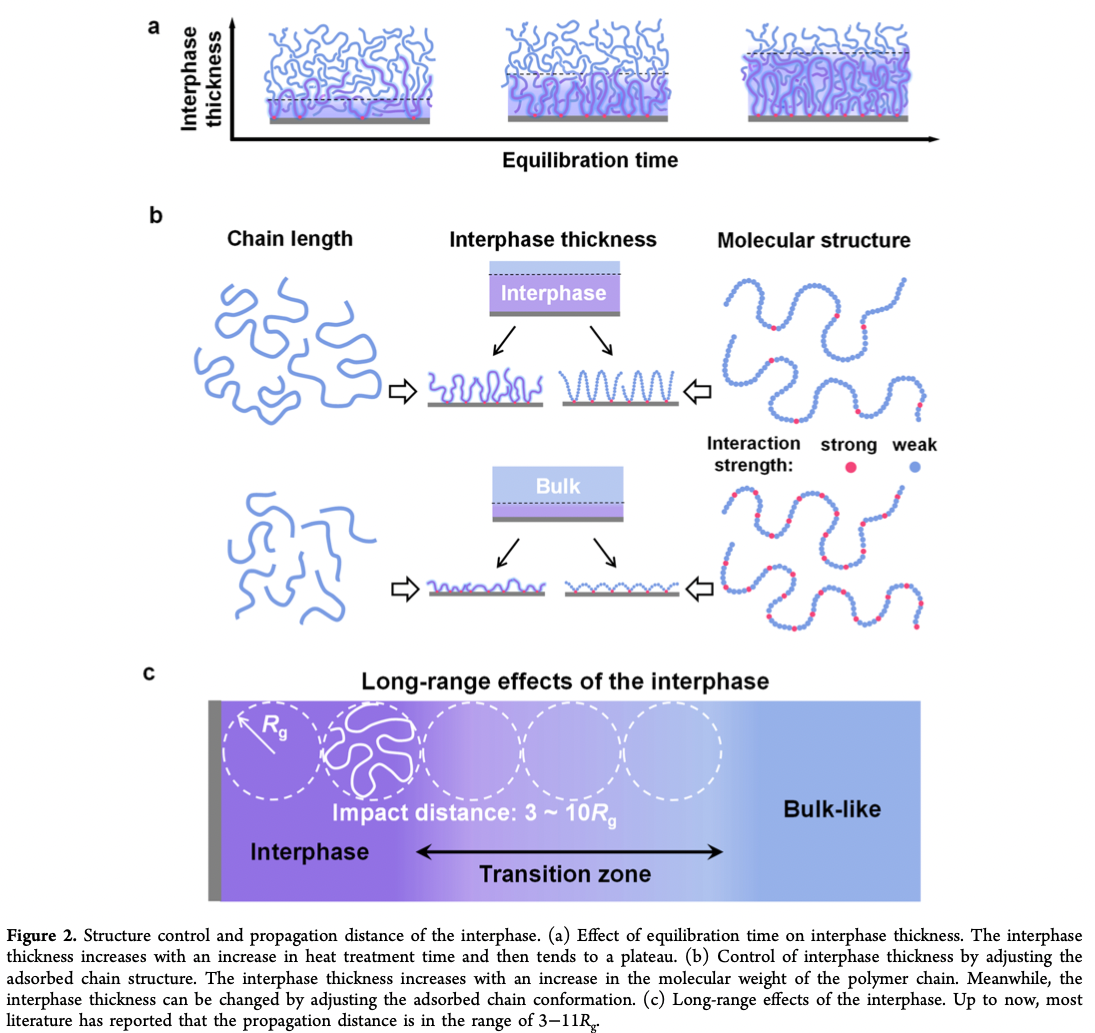 a
Interphase
thickness
Equilibration time
b
Chain length
Interphase thickness
Molecular structure
Interphase
Interaction
strength:
strong
weak
Bulk
c
Long-range effects of the interphase
Rg
Impact distance: 3 ~ 10Rg
Interphase
Transition zone
Bulk-like
Figure 2. Structure control and propagation distance of the interphase. (a) Effect of equilibration time on interphase thickness. The interphase
thickness increases with an increase in heat treatment time and then tends to a plateau. (b) Control of interphase thickness by adjusting the
adsorbed chain structure. The interphase thickness increases with an increase in the molecular weight of the polymer chain. Meanwhile, the
interphase thickness can be changed by adjusting the adsorbed chain conformation. (c) Long-range effects of the interphase. Up to now, most
literature has reported that the propagation distance is in the range of 3−11Rg.